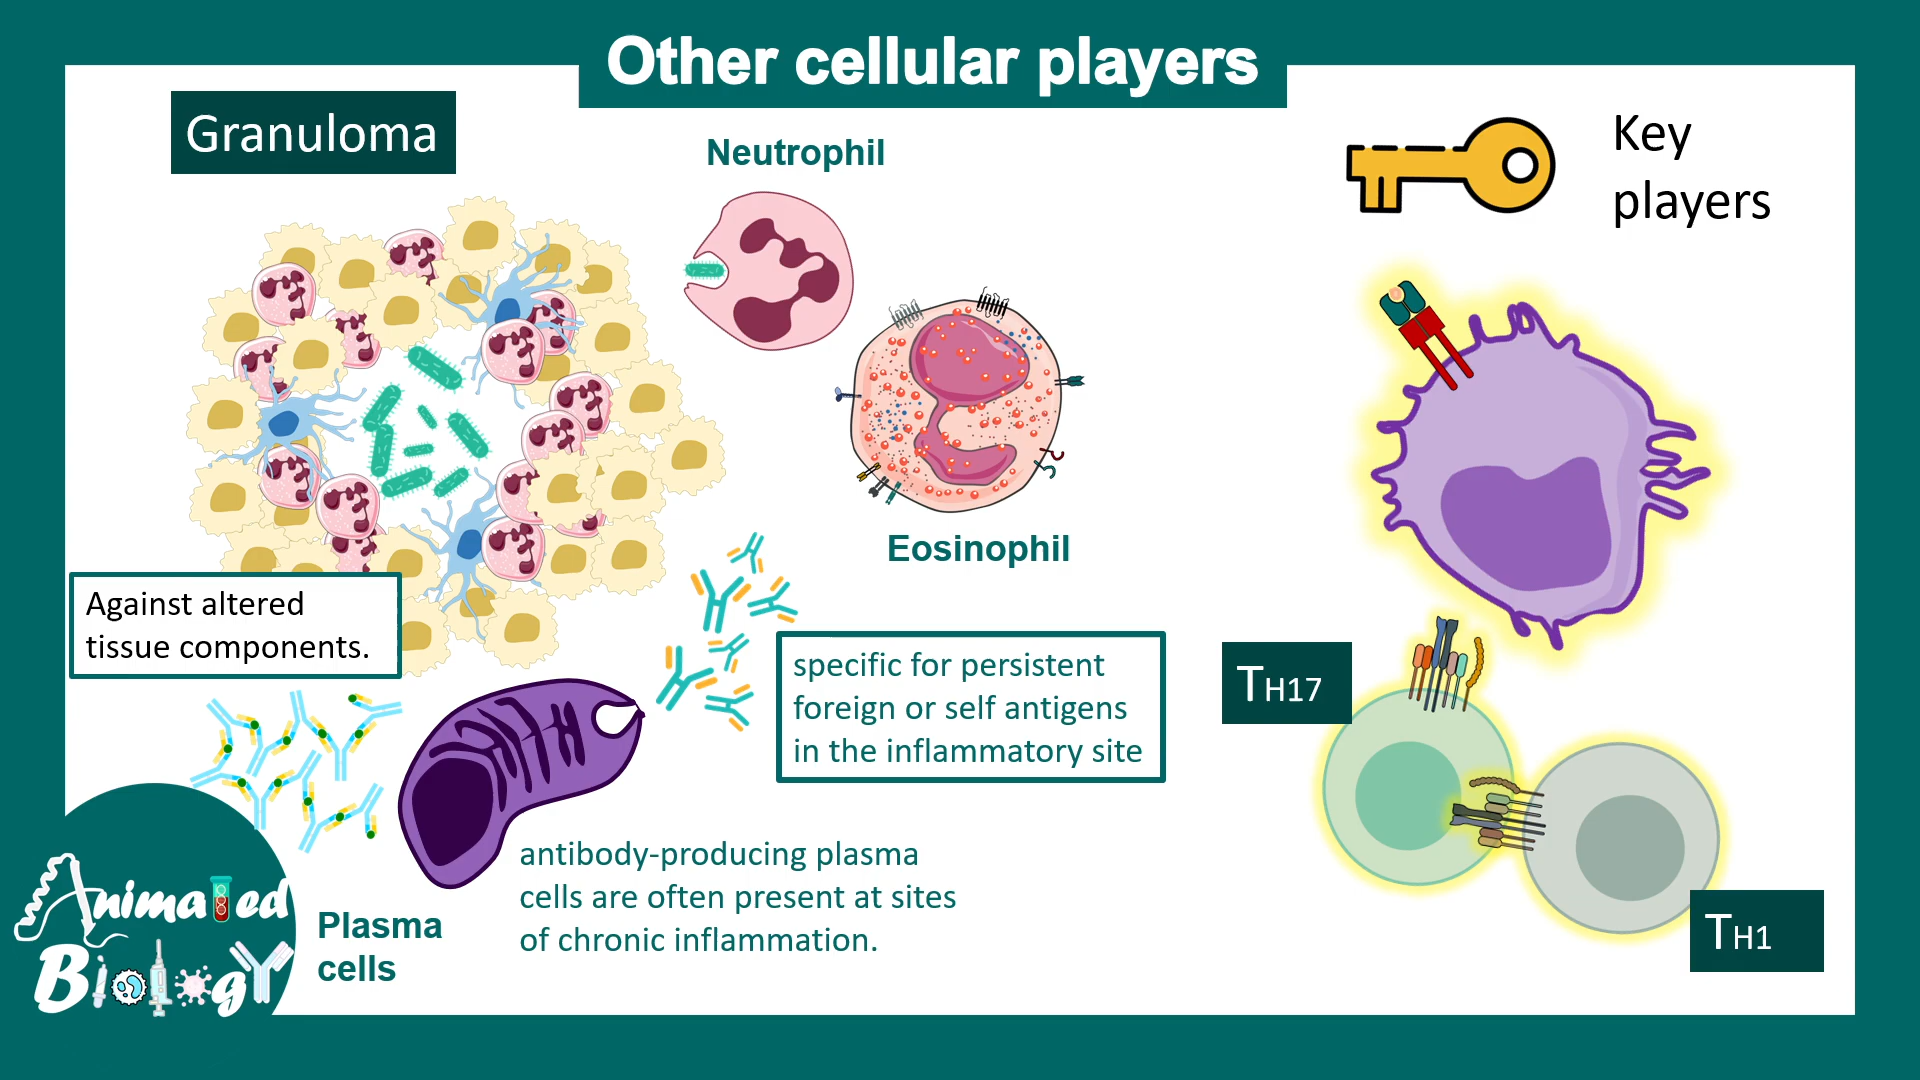 Other cellular players
Granuloma
Neutrophil
Key
players
Eosinophil
Against altered
tissue components.
specific for persistent
foreign or self antigens
in the inflammatory site
TH17
antibody-producing plasma
cells are often present at sites
of chronic inflammation.
Plasma
cells
TH1
Animated
Biology